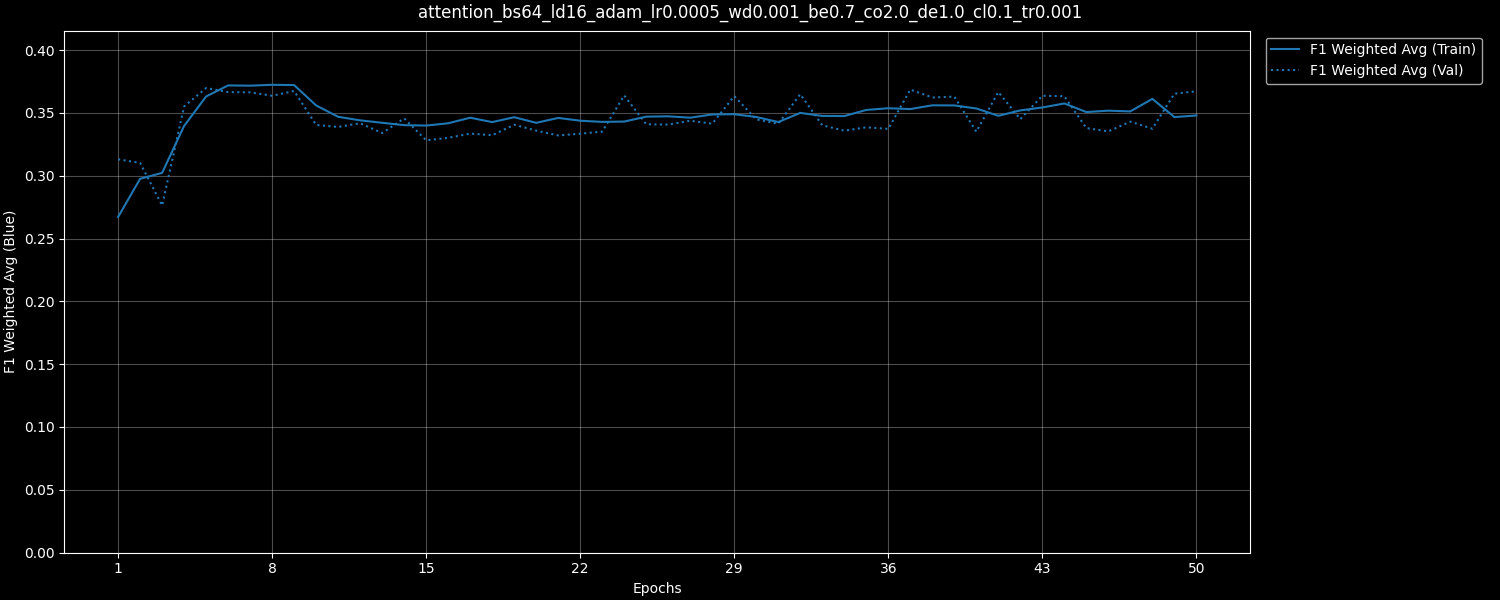 attention_bs64_ld16_adam_lr0.0005_wd0.001_be0.7_co2.0_de1.0_cl0.1_tr0.001
F1 Weighted Avg (Train)
F1 Weighted Avg (Val)
F1 Weighted Avg (Blue)
0.40
0.35
0.30
0.25
0.20
0.15
0.10
0.05
0.00
1 8 15 22 29 36 43 50
Epochs